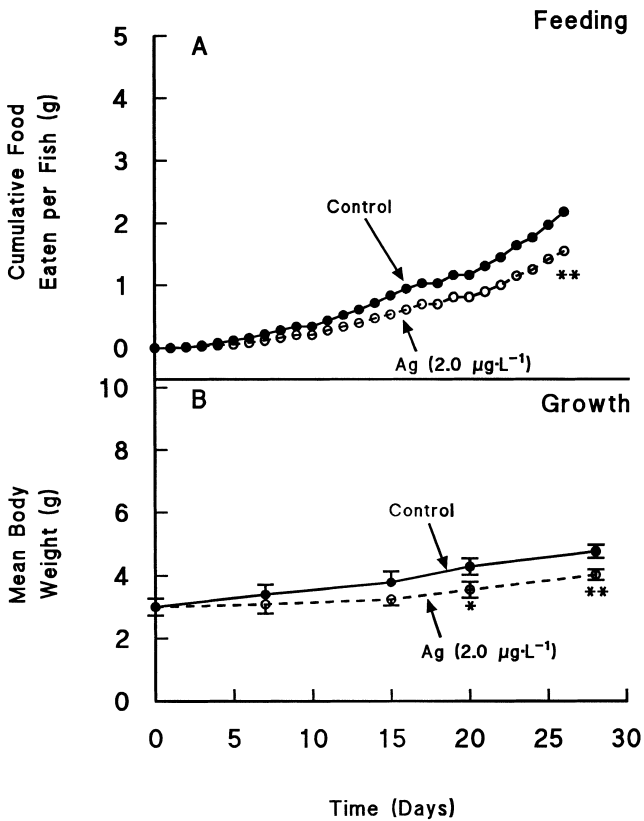 Feeding
A
Cumulative Food
Eaten per Fish (g)
5
4
3
2
1
0
Control
**
Ag (2.0 µg·L⁻¹)
B
Growth
Mean Body
Weight (g)
10
8
6
4
2
0
Control
*
**
Ag (2.0 µg·L⁻¹)
0 5 10 15 20 25 30
Time (Days)